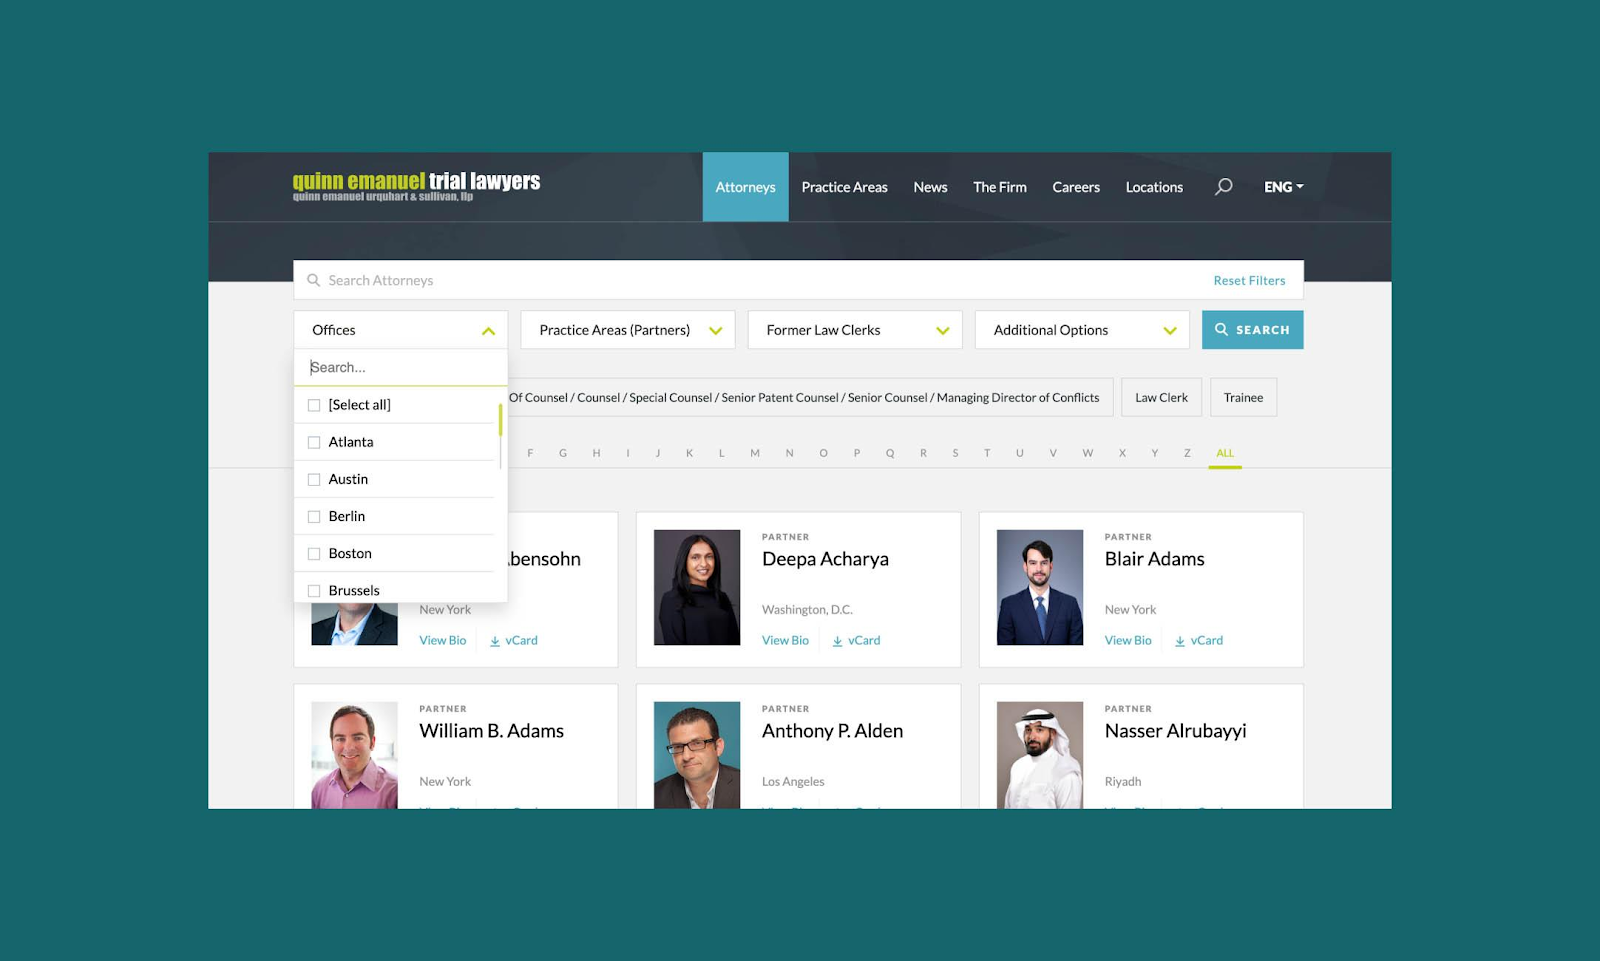 quinn emanuel trial lawyers
quinn emanuel urquhart & sullivan, llp
Attorneys
Practice Areas
News
The Firm
Careers
Locations
ENG
Search Attorneys
Reset Filters
Offices
Practice Areas (Partners)
Former Law Clerks
Additional Options
SEARCH
Search...
[Select all]
Atlanta
Austin
Berlin
Boston
Brussels
Of Counsel / Counsel / Special Counsel / Senior Patent Counsel / Senior Counsel / Managing Director of Conflicts
Law Clerk
Trainee
F G H I J K L M N O P Q R S T U V W X Y Z ALL
bensohn
New York
View Bio
vCard
PARTNER
Deepa Acharya
Washington, D.C.
View Bio
vCard
PARTNER
Blair Adams
New York
View Bio
vCard
PARTNER
William B. Adams
New York
PARTNER
Anthony P. Alden
Los Angeles
PARTNER
Nasser Alrubayyi
Riyadh